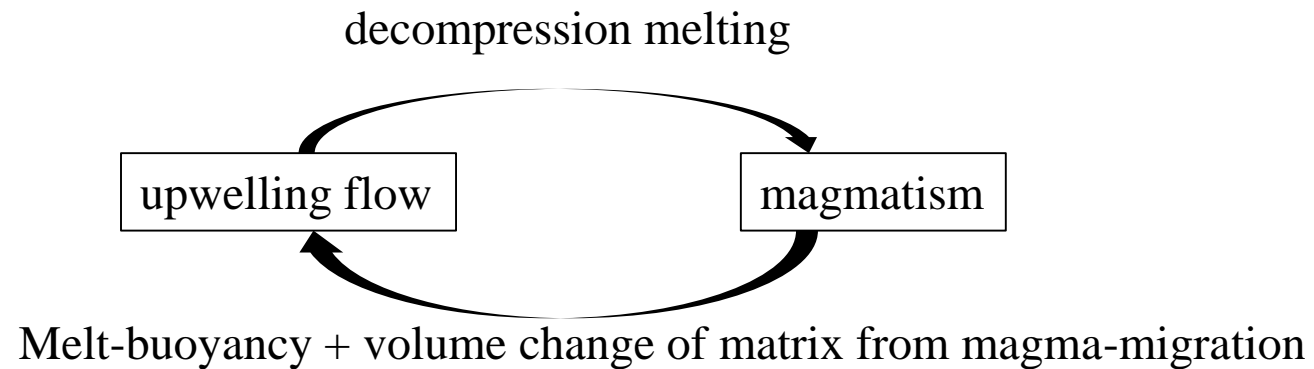 decompression melting
upwelling flow
magmatism
Melt-buoyancy + volume change of matrix from magma-migration